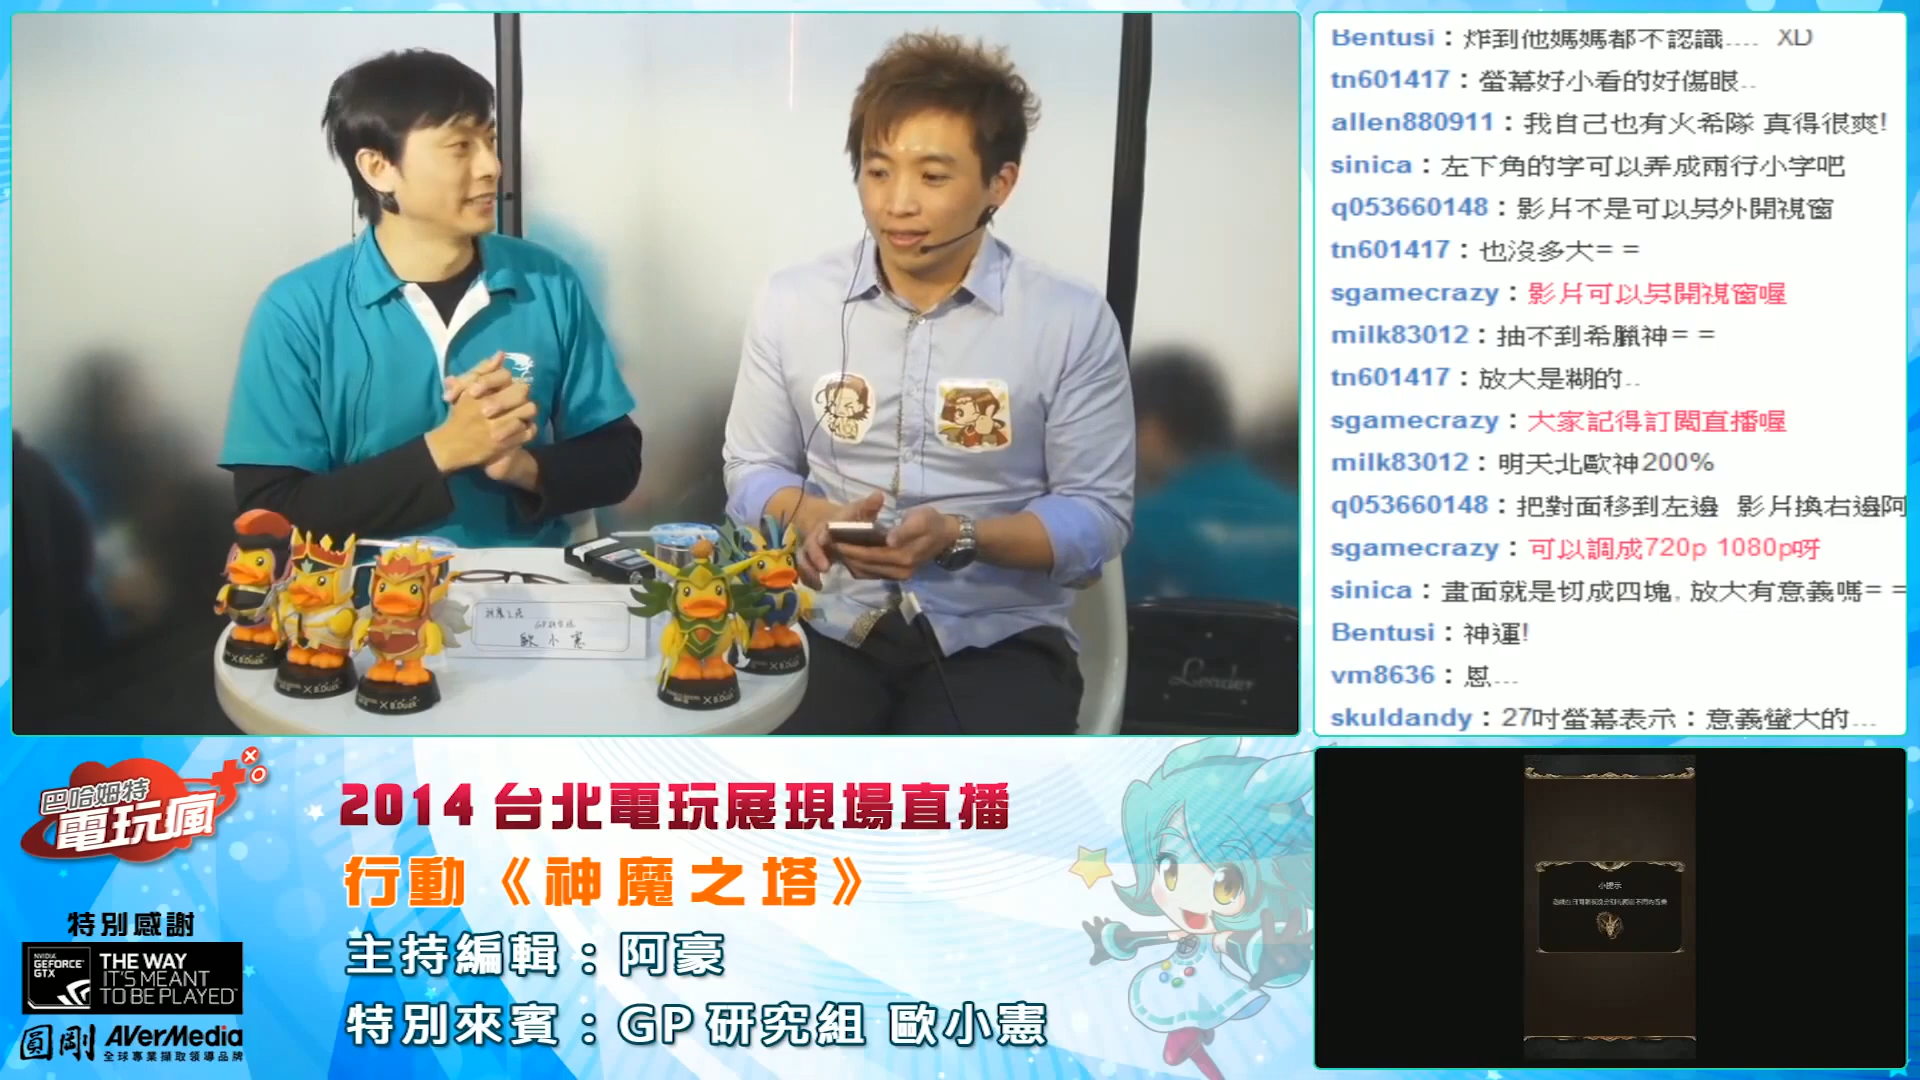 Bentusi：炸到他媽媽都不認識.... XD
tn601417：螢幕好小看的好傷眼..
allen880911：我自己也有火希隊 真得很爽!
sinica：左下角的字可以弄成兩行小字吧
q053660148：影片不是可以另外開視窗
tn601417：也沒多大= =
sgamecrazy：影片可以另開視窗喔
milk83012：抽不到希臘神= =
tn601417：放大是糊的..
sgamecrazy：大家記得訂閱直播喔
milk83012：明天北歐神200%
q053660148：把對面移到左邊 影片換右邊阿
sgamecrazy：可以調成720p 1080p呀
sinica：畫面就是切成四塊, 放大有意義嗎= =
Bentusi：神運!
vm8636：恩...
skuldandy：27吋螢幕表示：意義蠻大的...
歐小憲
X B.Duck
X B.Duck
X B.Duck
X B.Duck
Leader
巴哈姆特
電玩瘋
2014 台北電玩展現場直播
行動《神魔之塔》
主持編輯：阿豪
特別來賓：GP 研究組 歐小憲
特別感謝
NVIDIA
GEFORCE
GTX
THE WAY
IT'S MEANT
TO BE PLAYED
圓剛 AVerMedia
全球專業擷取領導品牌
小提示